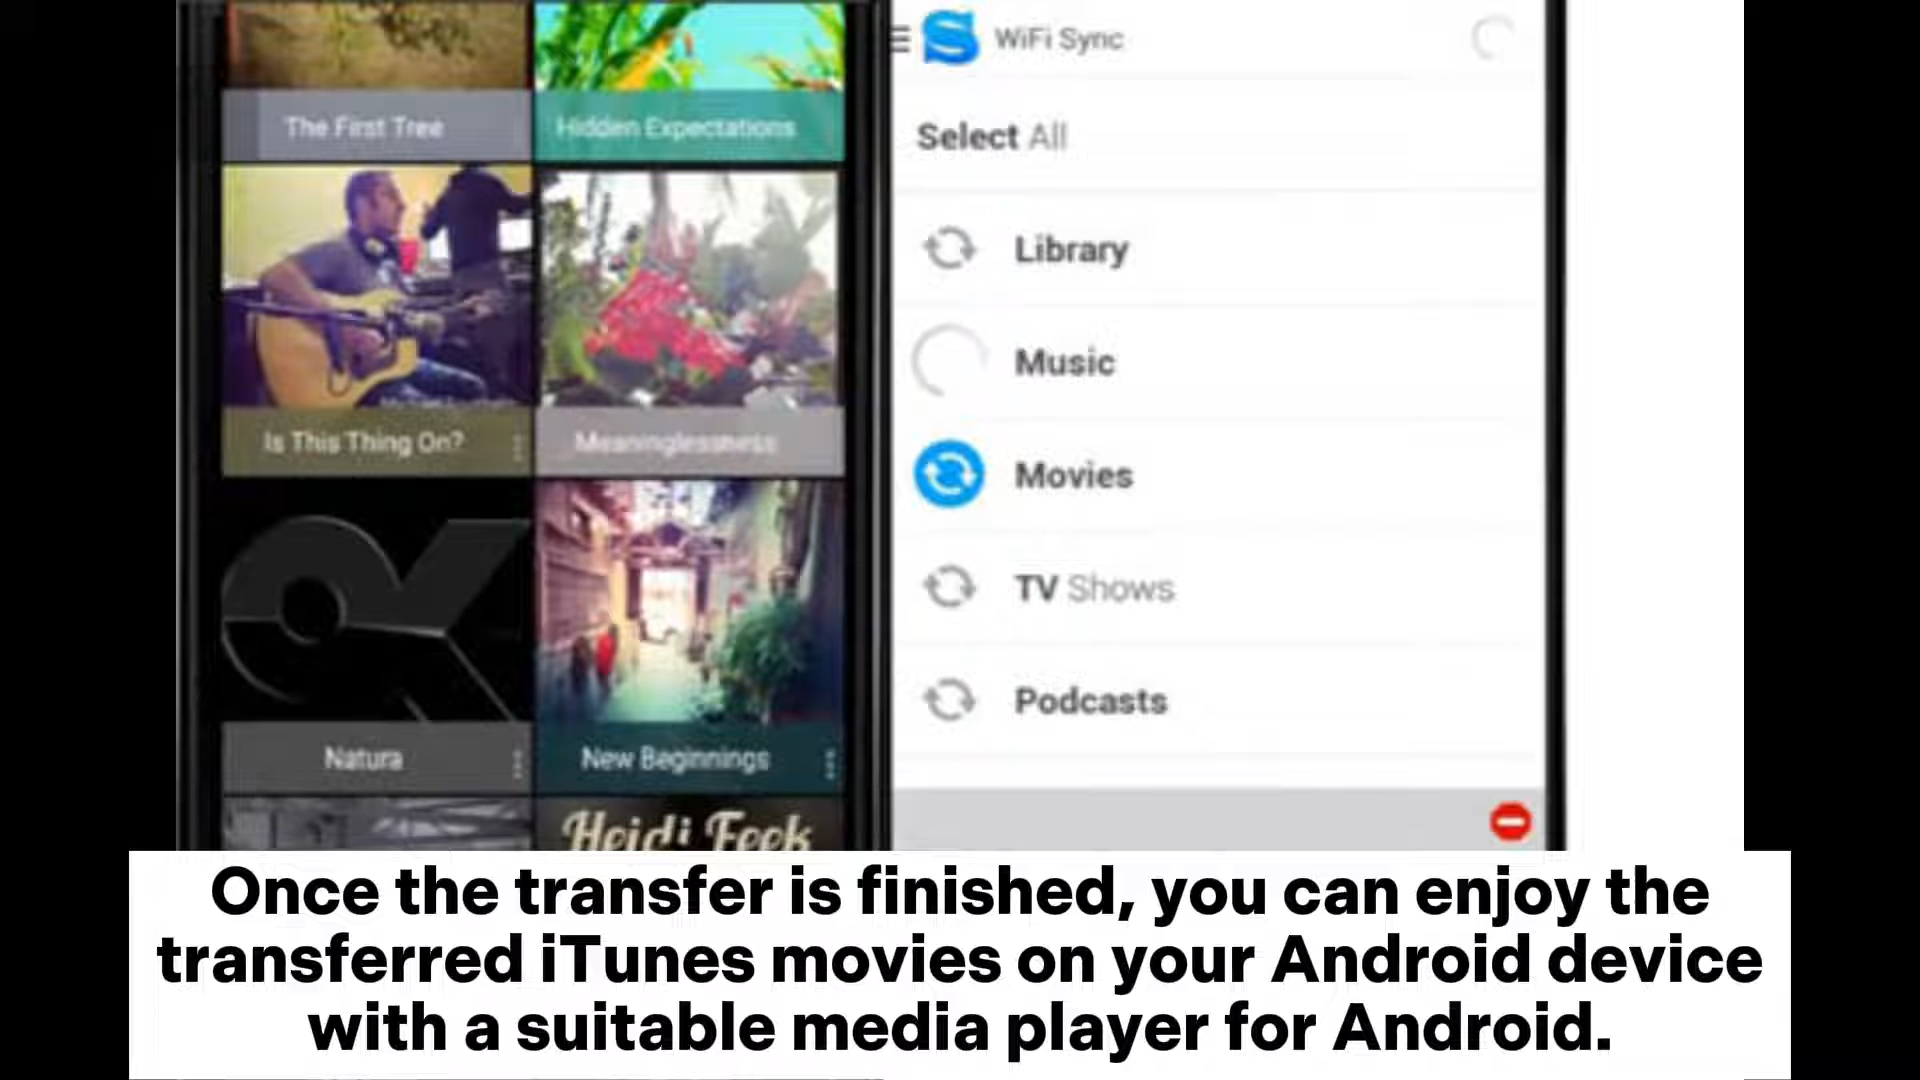 The First Tree
Hidden Expectations
Is This Thing On?
Meaninglessness
Natura
New Beginnings
Heidi Feek
WiFi Sync
Select All
Library
Music
Movies
TV Shows
Podcasts
Once the transfer is finished, you can enjoy the
transferred iTunes movies on your Android device
with a suitable media player for Android.